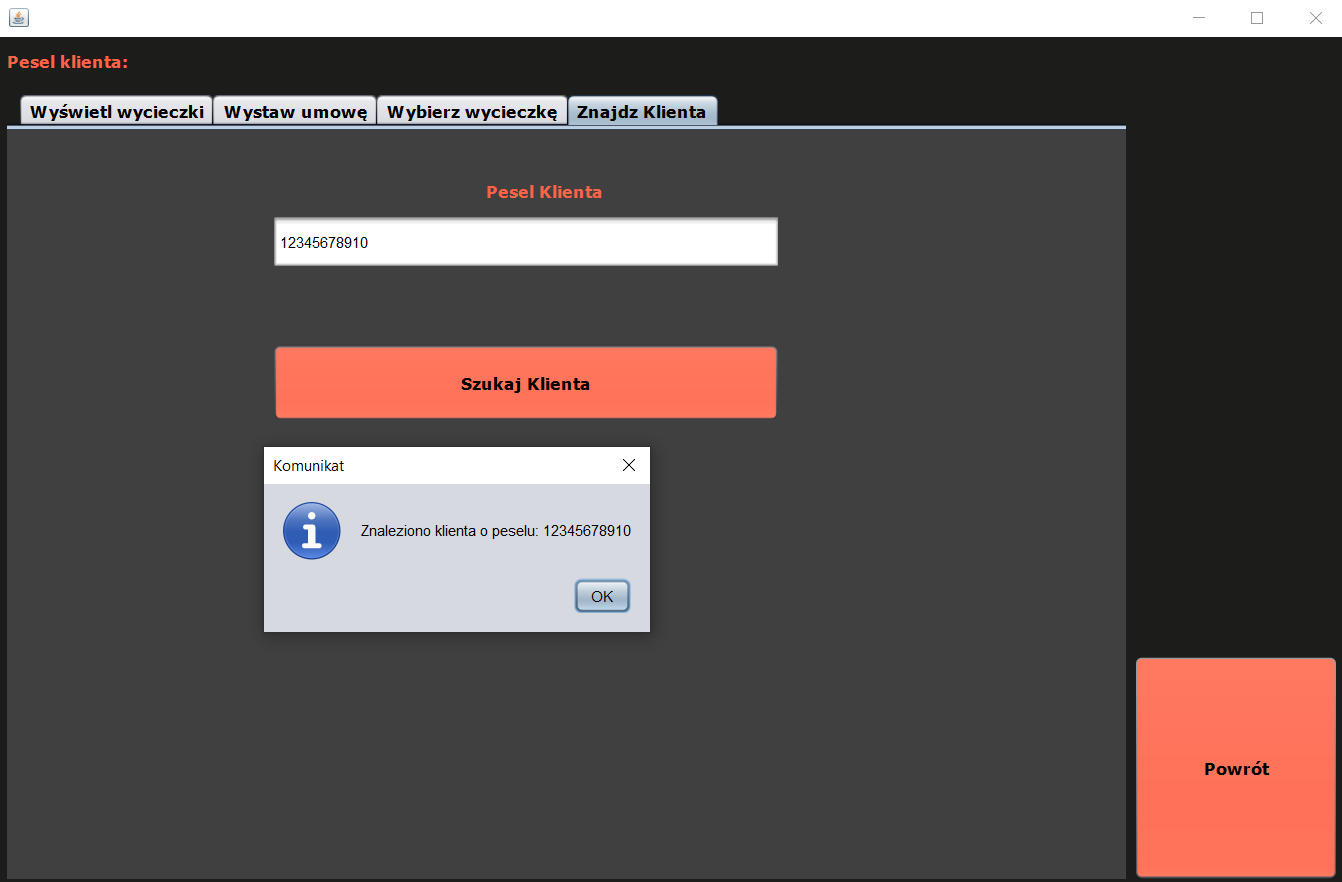 Pesel klienta:
Wyświetl wycieczki Wystaw umowę Wybierz wycieczkę Znajdz Klienta
Pesel Klienta
12345678910
Szukaj Klienta
Komunikat
Znaleziono klienta o peselu: 12345678910
OK
Powrót